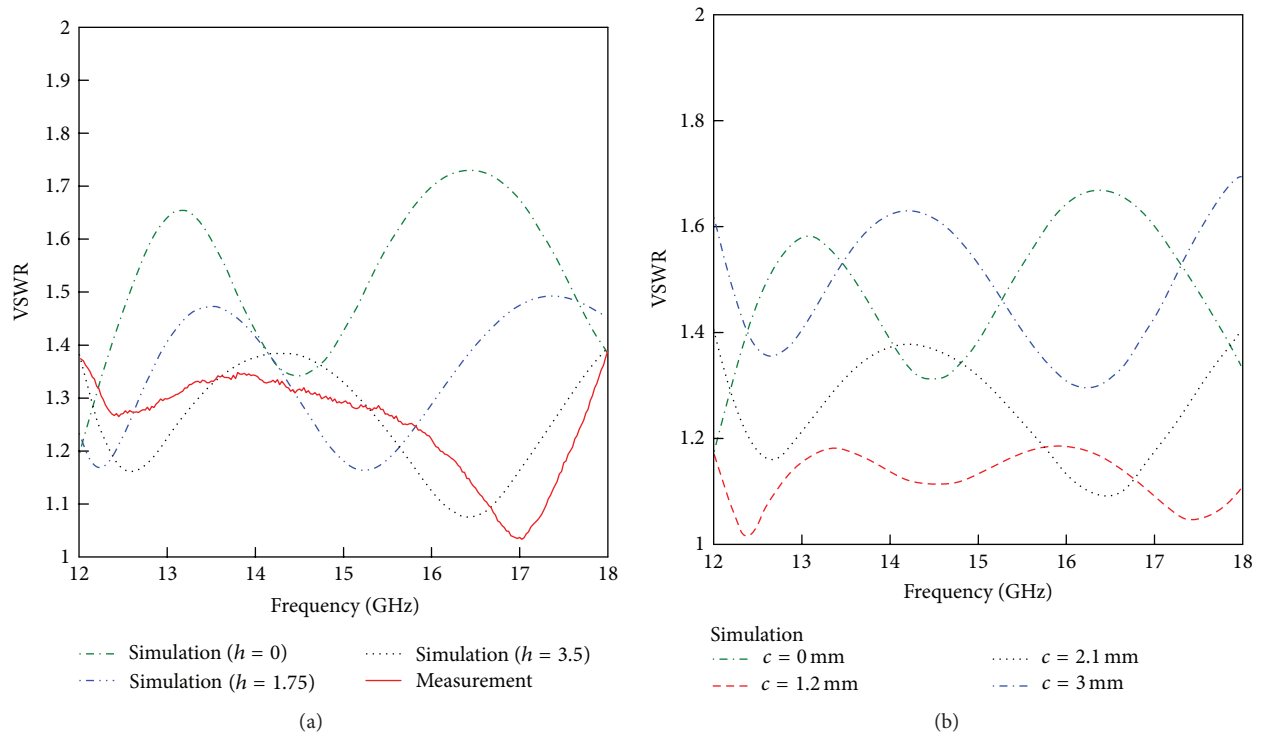 2
1.9
1.8
1.7
1.6
1.5
1.4
1.3
1.2
1.1
1
VSWR
12 13 14 15 16 17 18
Frequency (GHz)
Simulation (h = 0)
Simulation (h = 1.75)
Simulation (h = 3.5)
Measurement
(a)
2
1.8
1.6
1.4
1.2
1
VSWR
12 13 14 15 16 17 18
Frequency (GHz)
Simulation
c = 0 mm
c = 1.2 mm
c = 2.1 mm
c = 3 mm
(b)